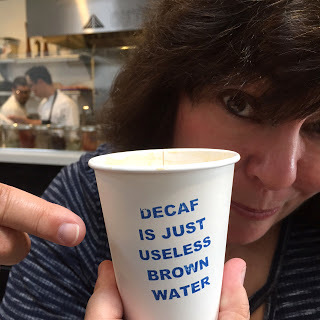 DECAF
IS JUST
USELESS
BROWN
WATER